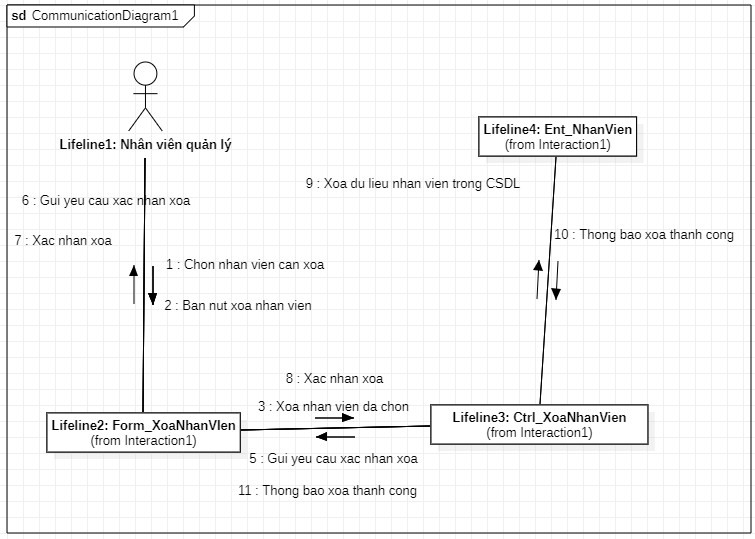 sd CommunicationDiagram1
Lifeline1: Nhân viên quản lý
Lifeline4: Ent_NhanVien
(from Interaction1)
9 : Xoa du lieu nhan vien trong CSDL
6 : Gui yeu cau xac nhan xoa
7 : Xac nhan xoa
10 : Thong bao xoa thanh cong
1 : Chon nhan vien can xoa
2 : Ban nut xoa nhan vien
8 : Xac nhan xoa
3 : Xoa nhan vien da chon
Lifeline2: Form_XoaNhanVIen
(from Interaction1)
Lifeline3: Ctrl_XoaNhanVien
(from Interaction1)
5 : Gui yeu cau xac nhan xoa
11 : Thong bao xoa thanh cong